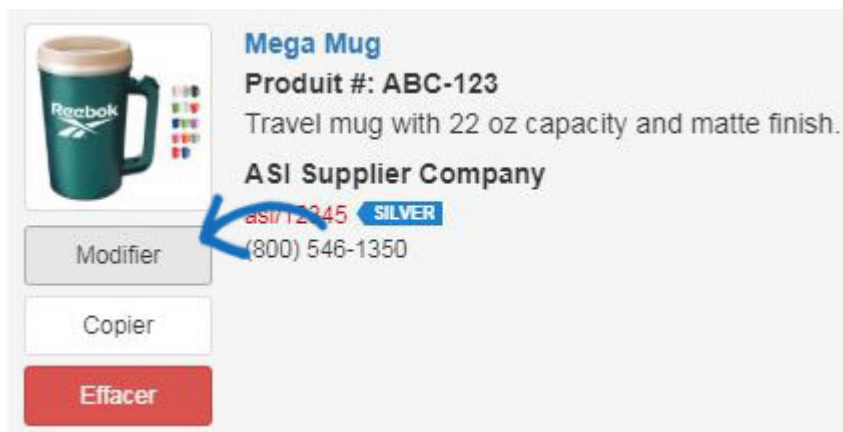 Mega Mug
Produit #: ABC-123
Travel mug with 22 oz capacity and matte finish.
ASI Supplier Company
asi/12345 SILVER
(800) 546-1350
Reebok
Modifier
Copier
Effacer